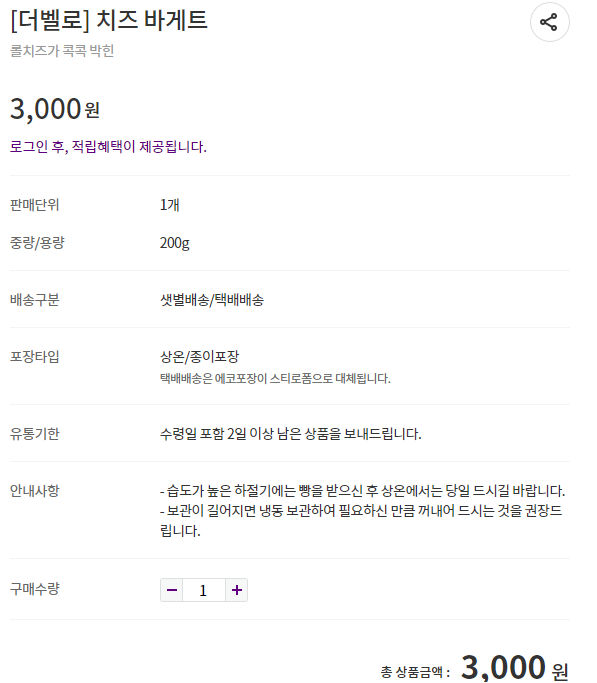 [더벨로] 치즈 바게트
롤치즈가 콕콕 박힌
3,000원
로그인 후, 적립혜택이 제공됩니다.
판매단위 1개
중량/용량 200g
배송구분 샛별배송/택배배송
포장타입 상온/종이포장
택배배송은 에코포장이 스티로폼으로 대체됩니다.
유통기한 수령일 포함 2일 이상 남은 상품을 보내드립니다.
안내사항 - 습도가 높은 하절기에는 빵을 받으신 후 상온에서는 당일 드시길 바랍니다.
- 보관이 길어지면 냉동 보관하여 필요하신 만큼 꺼내어 드시는 것을 권장드
립니다.
구매수량 - 1 +
총 상품금액 : 3,000 원